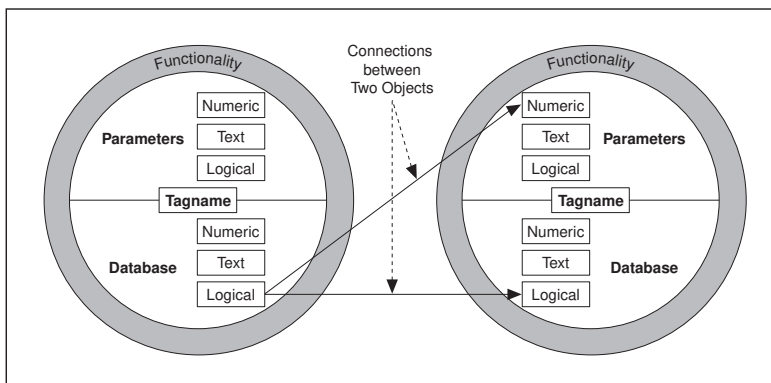 Functionality
Numeric
Parameters
Text
Logical
Tagname
Numeric
Database
Text
Logical
Connections
between
Two Objects
Functionality
Numeric
Text
Parameters
Logical
Tagname
Numeric
Text
Database
Logical